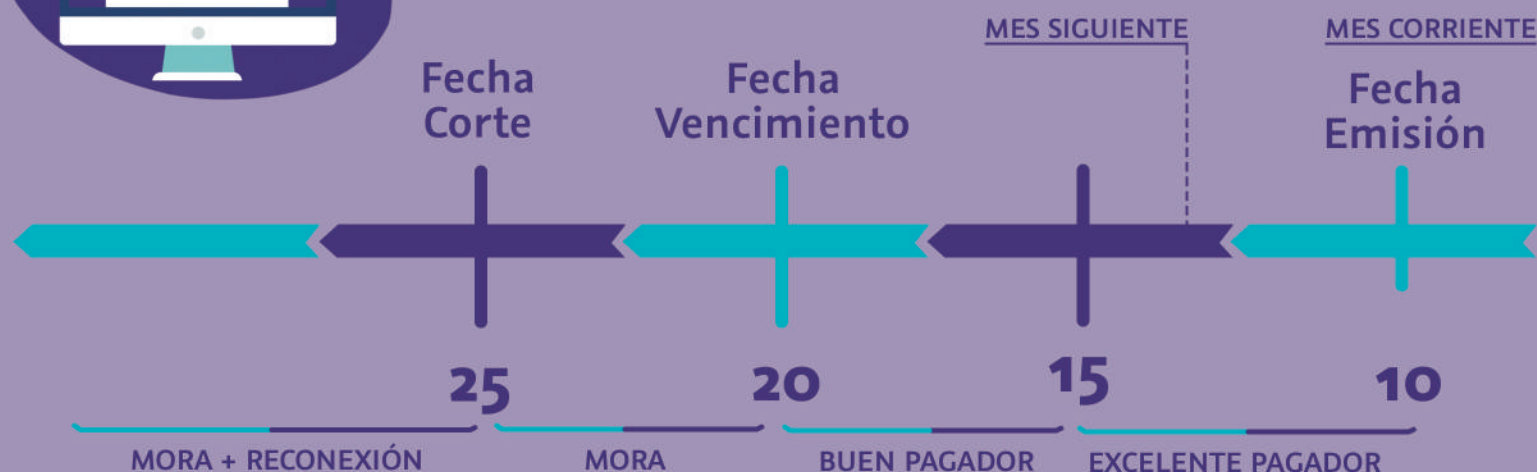 MES SIGUIENTE
MES CORRIENTE
Fecha
Corte
Fecha
Vencimiento
Fecha
Emisión
25
20
15
10
MORA + RECONEXIÓN
MORA
BUEN PAGADOR
EXCELENTE PAGADOR